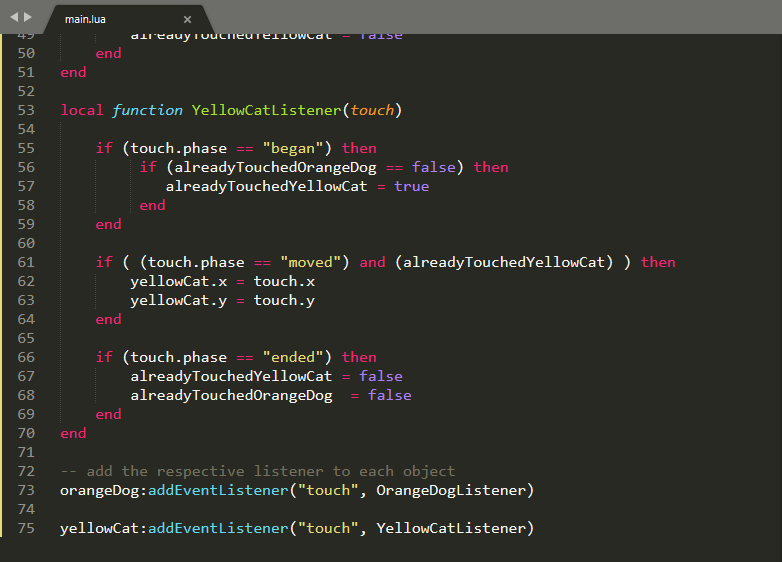 main.lua
49 alreadyTouchedYellowCat = false
50 end
51 end
52
53 local function YellowCatListener(touch)
54
55 if (touch.phase == "began") then
56 if (alreadyTouchedOrangeDog == false) then
57 alreadyTouchedYellowCat = true
58 end
59 end
60
61 if ( (touch.phase == "moved") and (alreadyTouchedYellowCat) ) then
62 yellowCat.x = touch.x
63 yellowCat.y = touch.y
64 end
65
66 if (touch.phase == "ended") then
67 alreadyTouchedYellowCat = false
68 alreadyTouchedOrangeDog  = false
69 end
70 end
71
72 -- add the respective listener to each object
73 orangeDog:addEventListener("touch", OrangeDogListener)
74
75 yellowCat:addEventListener("touch", YellowCatListener)